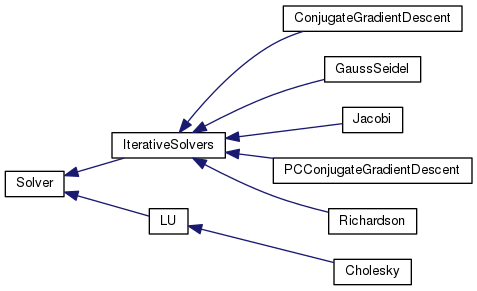 ConjugateGradientDescent
GaussSeidel
Jacobi
IterativeSolvers
PCConjugateGradientDescent
Solver
Richardson
LU
Cholesky